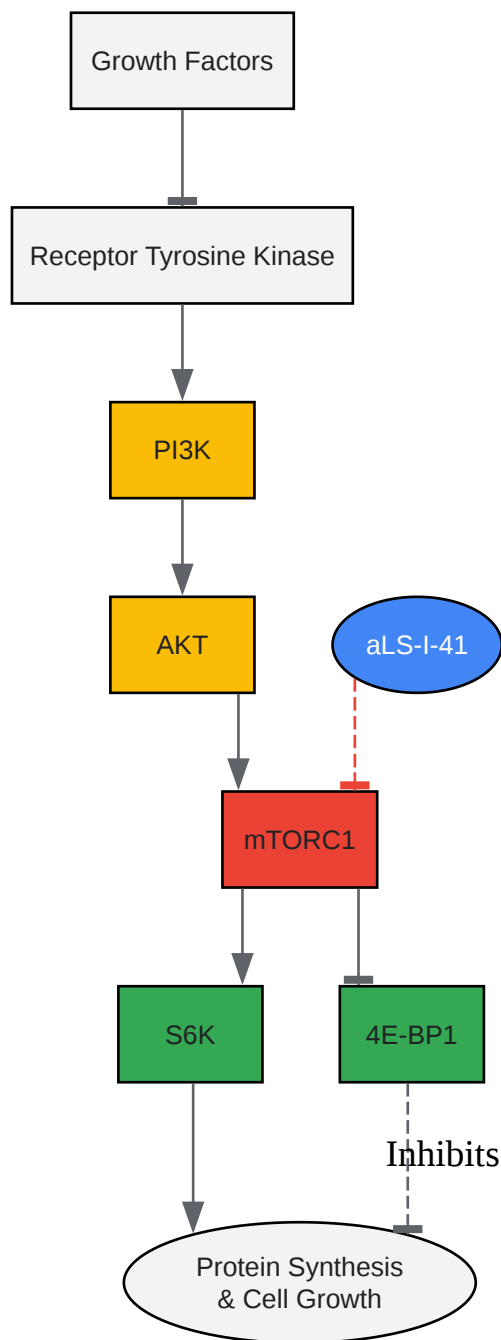 Growth Factors
Receptor Tyrosine Kinase
PI3K
AKT
aLS-I-41
mTORC1
S6K
4E-BP1
Inhibits
Protein Synthesis
& Cell Growth